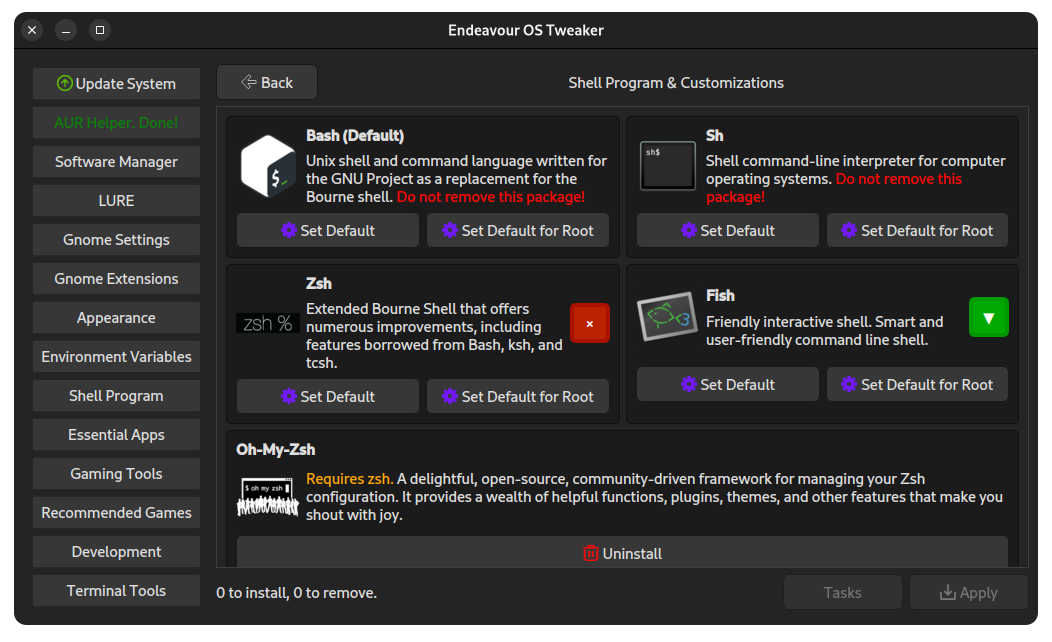 Endeavour OS Tweaker
Update System
AUR Helper. Done!
Software Manager
LURE
Gnome Settings
Gnome Extensions
Appearance
Environment Variables
Shell Program
Essential Apps
Gaming Tools
Recommended Games
Development
Terminal Tools
Back
Shell Program & Customizations
Bash (Default)
Unix shell and command language written for
the GNU Project as a replacement for the
Bourne shell. Do not remove this package!
$_
Set Default
Set Default for Root
Sh
sh$
Shell command-line interpreter for computer
operating systems. Do not remove this
package!
Set Default
Set Default for Root
Zsh
zsh %
Extended Bourne Shell that offers
numerous improvements, including
features borrowed from Bash, ksh, and
tcsh.
Set Default
Set Default for Root
Fish
Friendly interactive shell. Smart and
user-friendly command line shell.
Set Default
Set Default for Root
Oh-My-Zsh
$ oh my zsh
Requires zsh. A delightful, open-source, community-driven framework for managing your Zsh
configuration. It provides a wealth of helpful functions, plugins, themes, and other features that make you
shout with joy.
Uninstall
0 to install, 0 to remove.
Tasks
Apply